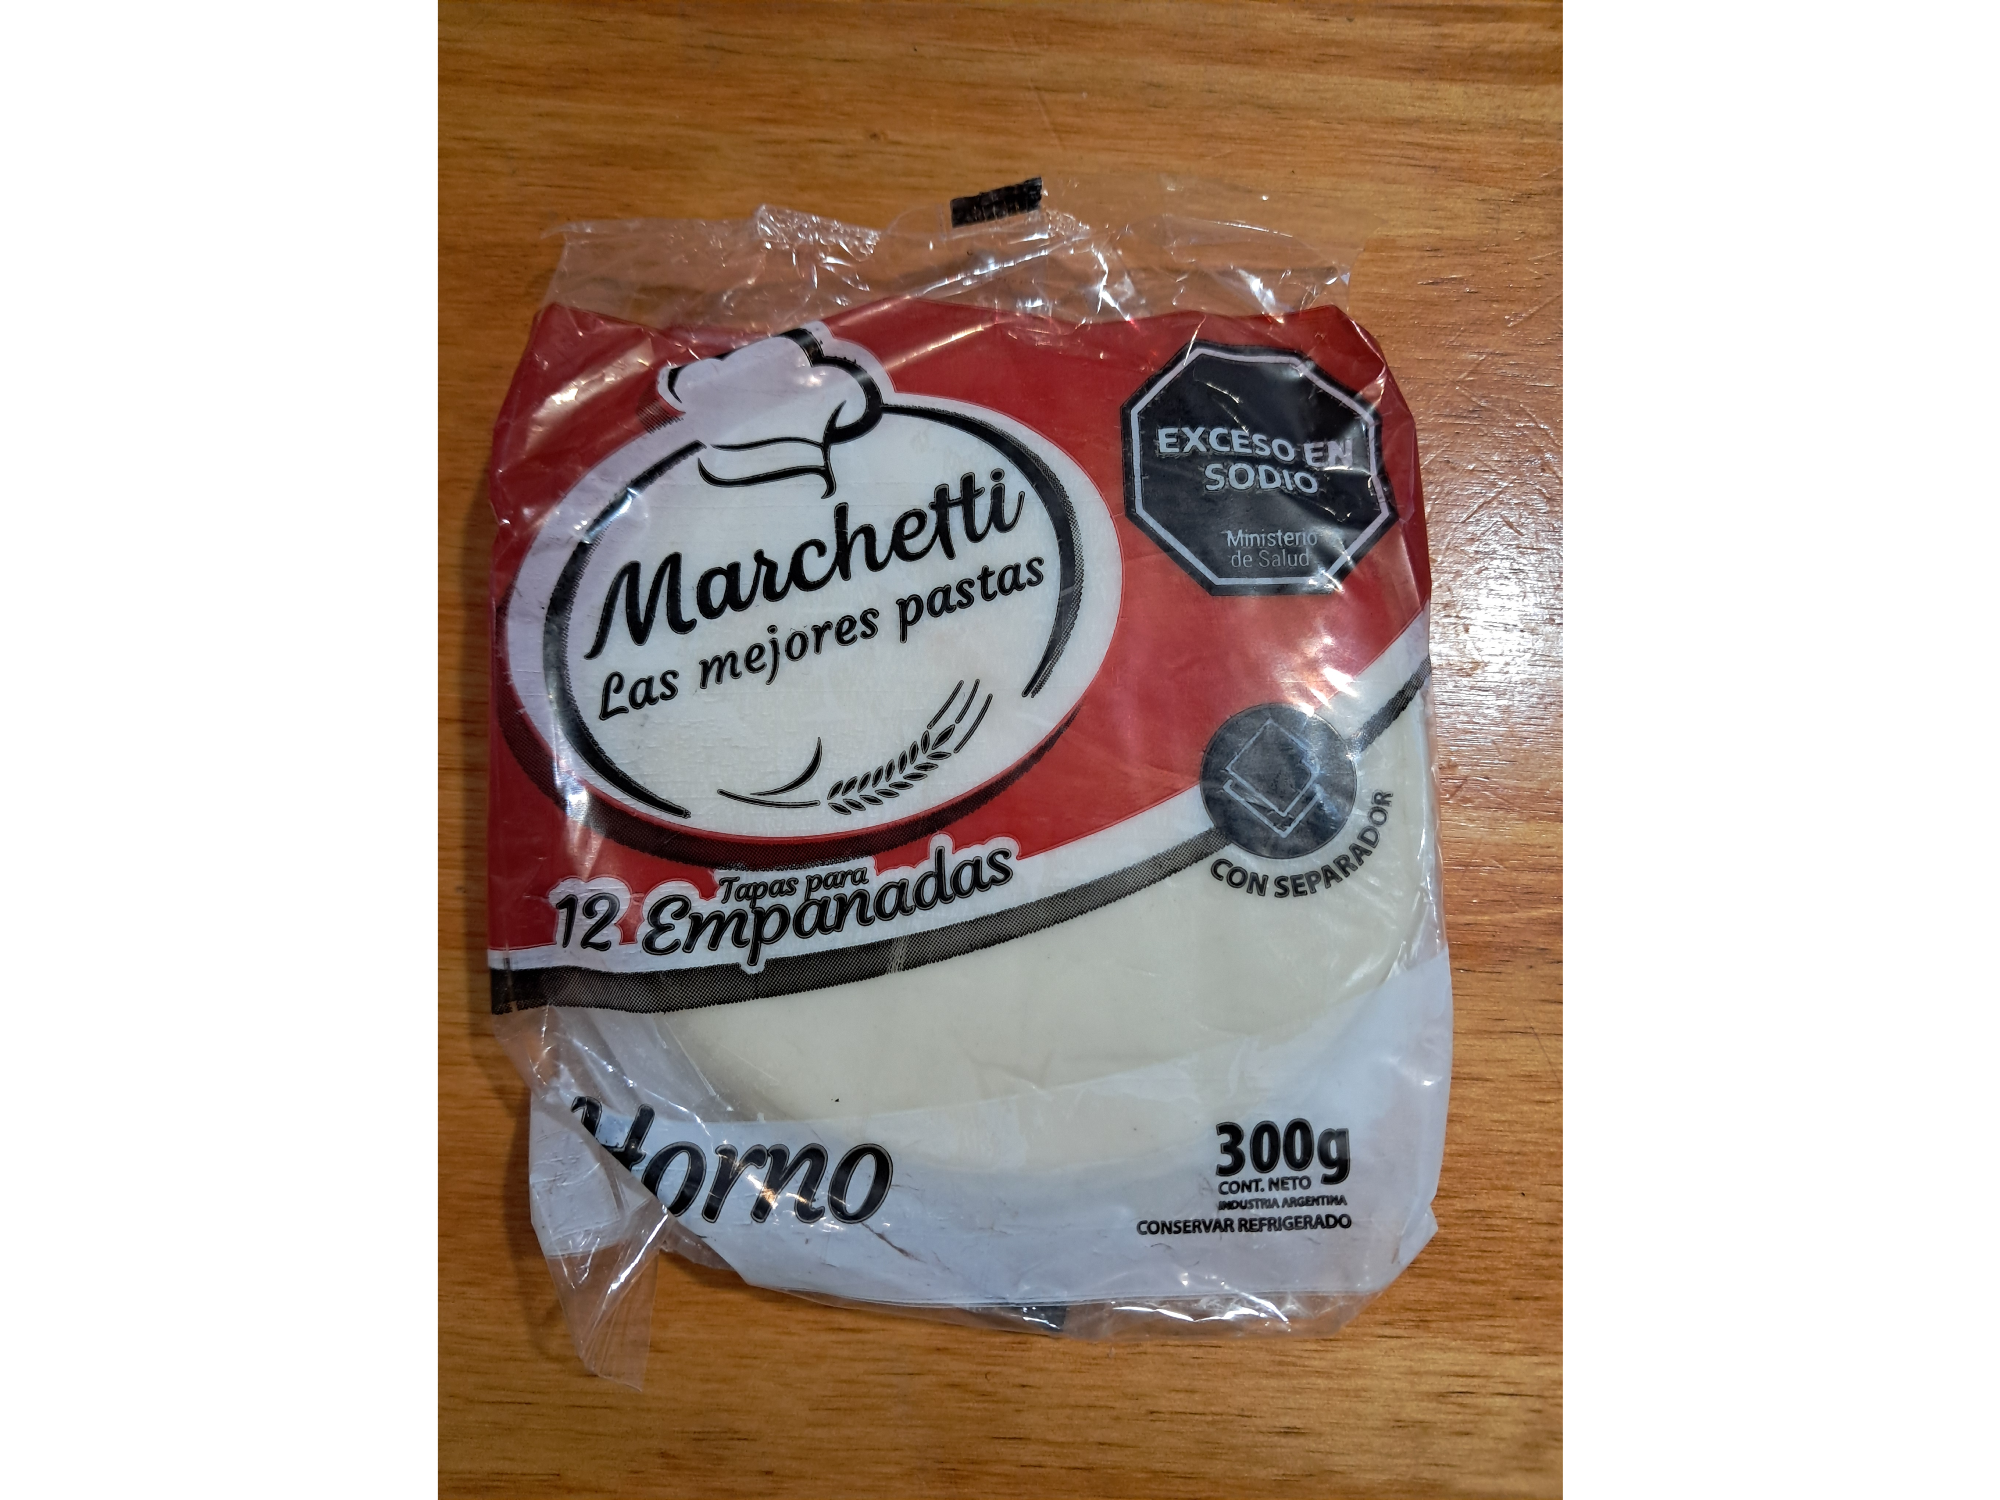 Marchetti
Las mejores pastas
EXCESO EN
SODIO
Ministerio
de Salud
CON SEPARADOR
12 Tapas para
Empanadas
Horno
300g
CONT. NETO
INDUSTRIA ARGENTINA
CONSERVAR REFRIGERADO